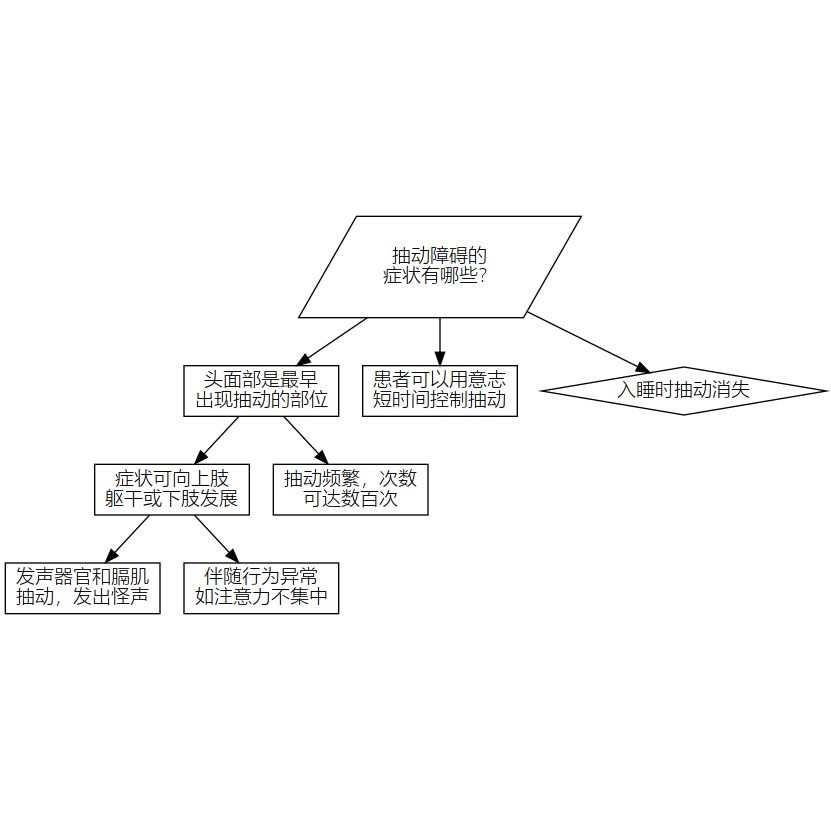 抽动障碍的
症状有哪些？
头面部是最早
出现抽动的部位
患者可以用意志
短时间控制抽动
入睡时抽动消失
症状可向上肢
躯干或下肢发展
抽动频繁，次数
可达数百次
发声器官和膈肌
抽动，发出怪声
伴随行为异常
如注意力不集中